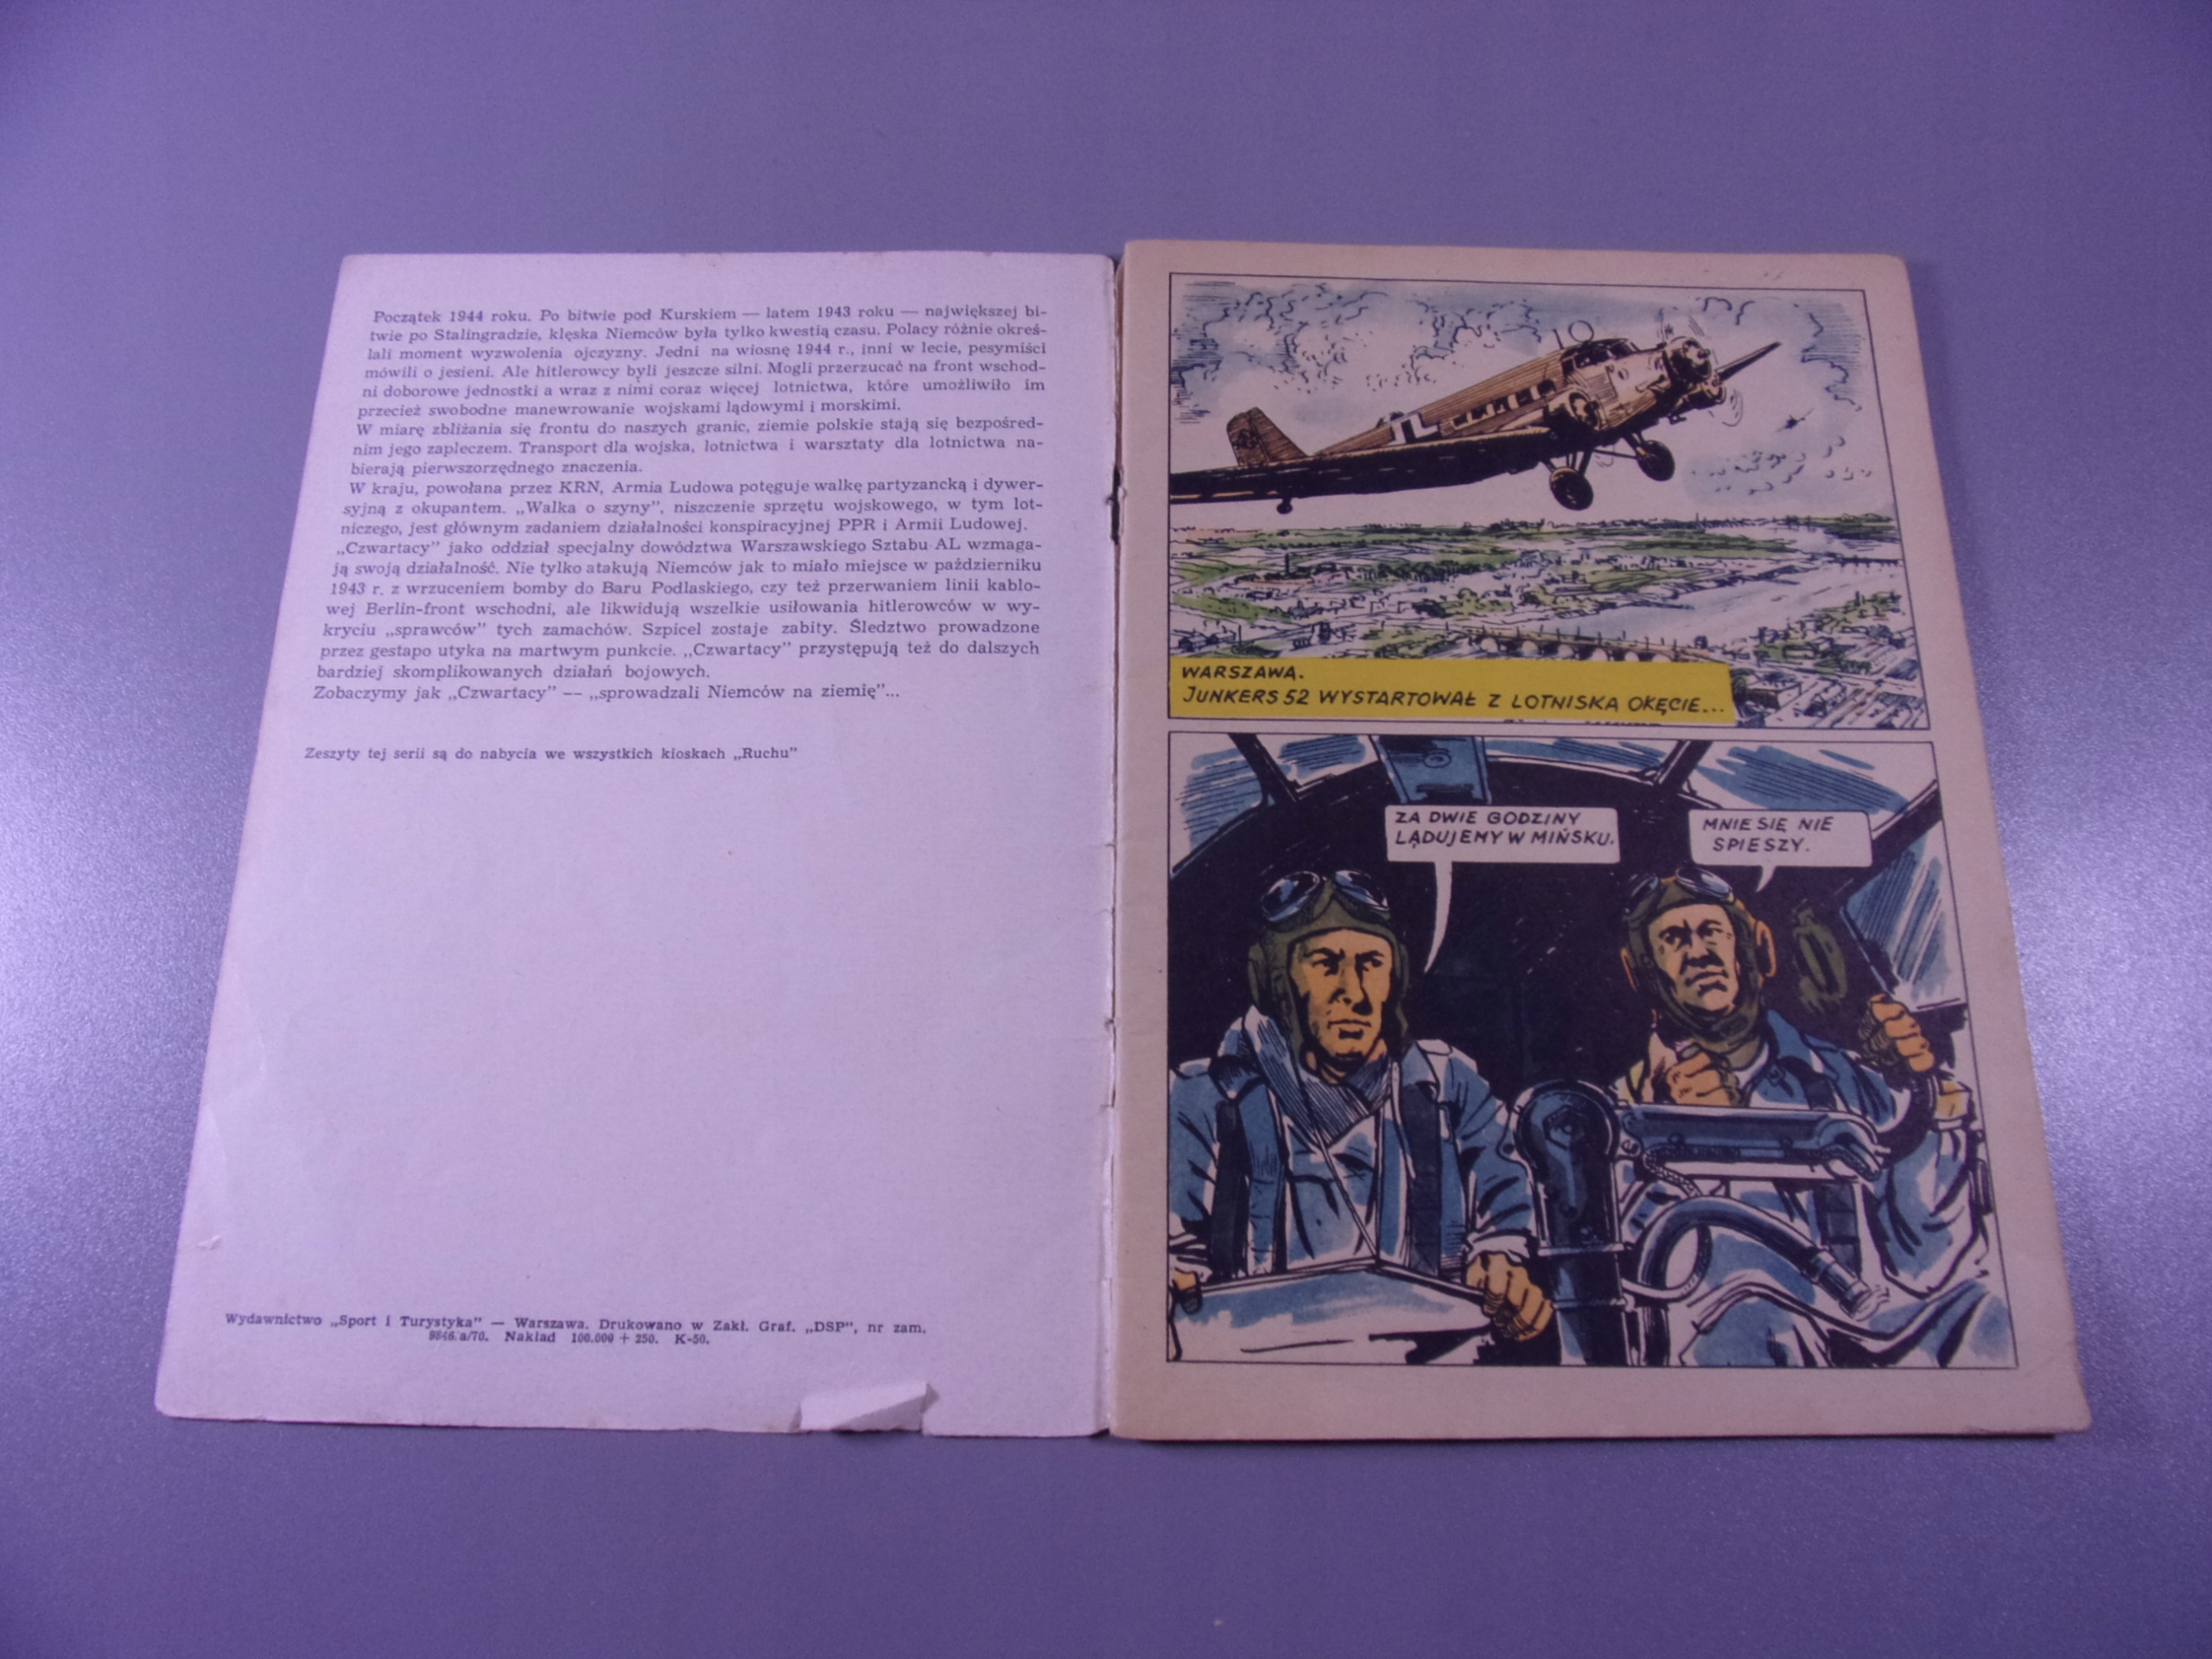 Początek 1944 roku. Po bitwie pod Kurskiem — latem 1943 roku — największej bi-
twie po Stalingradzie, klęska Niemców była tylko kwestią czasu. Polacy różnie okreś-
lali moment wyzwolenia ojczyzny. Jedni na wiosnę 1944 r., inni w lecie, pesymiści
mówili o jesieni. Ale hitlerowcy byli jeszcze silni. Mogli przerzucać na front wschod-
ni doborowe jednostki a wraz z nimi coraz więcej lotnictwa, które umożliwiło im
przecież swobodne manewrowanie wojskami lądowymi i morskimi.
W miarę zbliżania się frontu do naszych granic, ziemie polskie stają się bezpośred-
nim jego zapleczem. Transport dla wojska, lotnictwa i warsztaty dla lotnictwa na-
bierają pierwszorzędnego znaczenia.
W kraju, powołana przez KRN, Armia Ludowa potęguje walkę partyzancką i dywer-
syjną z okupantem. „Walka o szyny”, niszczenie sprzętu wojskowego, w tym lot-
niczego, jest głównym zadaniem działalności konspiracyjnej PPR i Armii Ludowej.
„Czwartacy” jako oddział specjalny dowództwa Warszawskiego Sztabu AL wzmaga-
ją swoją działalność. Nie tylko atakują Niemców jak to miało miejsce w październiku
1943 r. z wrzuceniem bomby do Baru Podlaskiego, czy też przerwaniem linii kablo-
wej Berlin-front wschodni, ale likwidują wszelkie usiłowania hitlerowców w wy-
kryciu „sprawców” tych zamachów. Szpicel zostaje zabity. Śledztwo prowadzone
przez gestapo utyka na martwym punkcie. „Czwartacy” przystępują też do dalszych
bardziej skomplikowanych działań bojowych.
Zobaczymy jak „Czwartacy” — „sprowadzali Niemców na ziemię”...
Zeszyty tej serii są do nabycia we wszystkich kioskach „Ruchu”
Wydawnictwo „Sport i Turystyka” — Warszawa. Drukowano w Zakł. Graf. „DSP”, nr zam.
9846/a/70. Nakład 100.000 + 250. K-50.
WARSZAWA.
JUNKERS 52 WYSTARTOWAŁ Z LOTNISKA OKĘCIE...
ZA DWIE GODZINY
LĄDUJEMY W MIŃSKU.
MNIE SIĘ NIE
SPIESZY.